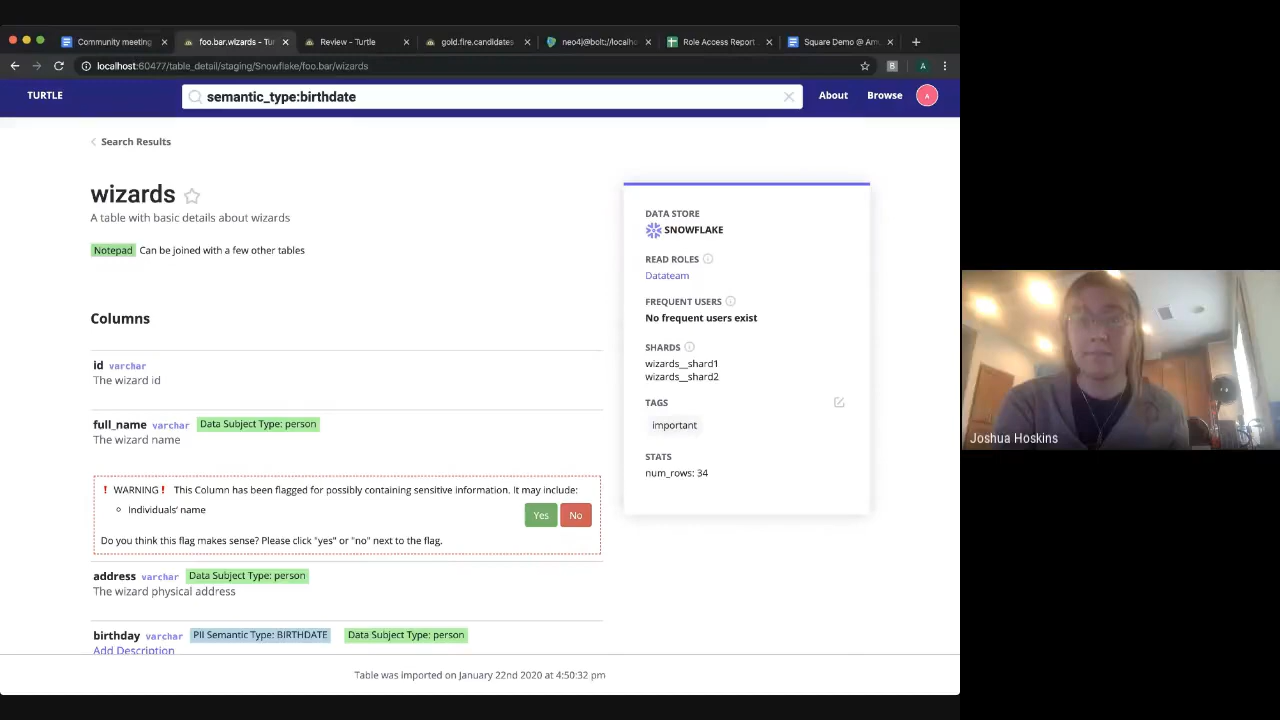 Community meeting
foo.bar.wizards - Tur
Review - Turtle
gold.fire.candidates
neo4j@bolt://localho
Role Access Report
Square Demo @ Am
localhost:60477/table_detail/staging/Snowflake/foo.bar/wizards
B
A
TURTLE
semantic_type:birthdate
About
Browse
A
Search Results
wizards
A table with basic details about wizards
Notepad Can be joined with a few other tables
Columns
id varchar
The wizard id
full_name varchar Data Subject Type: person
The wizard name
! WARNING ! This Column has been flagged for possibly containing sensitive information. It may include:
Individuals' name
Yes No
Do you think this flag makes sense? Please click "yes" or "no" next to the flag.
address varchar Data Subject Type: person
The wizard physical address
birthday varchar PII Semantic Type: BIRTHDATE Data Subject Type: person
Add Description
DATA STORE
SNOWFLAKE
READ ROLES
Datateam
FREQUENT USERS
No frequent users exist
SHARDS
wizards__shard1
wizards__shard2
TAGS
important
STATS
num_rows: 34
Table was imported on January 22nd 2020 at 4:50:32 pm
Joshua Hoskins